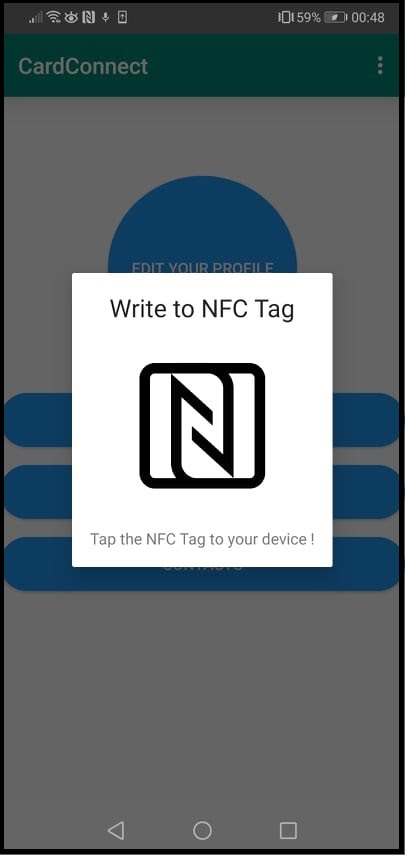 59% 00:48
CardConnect
EDIT YOUR PROFILE
Write to NFC Tag
Tap the NFC Tag to your device !
CONTACTS